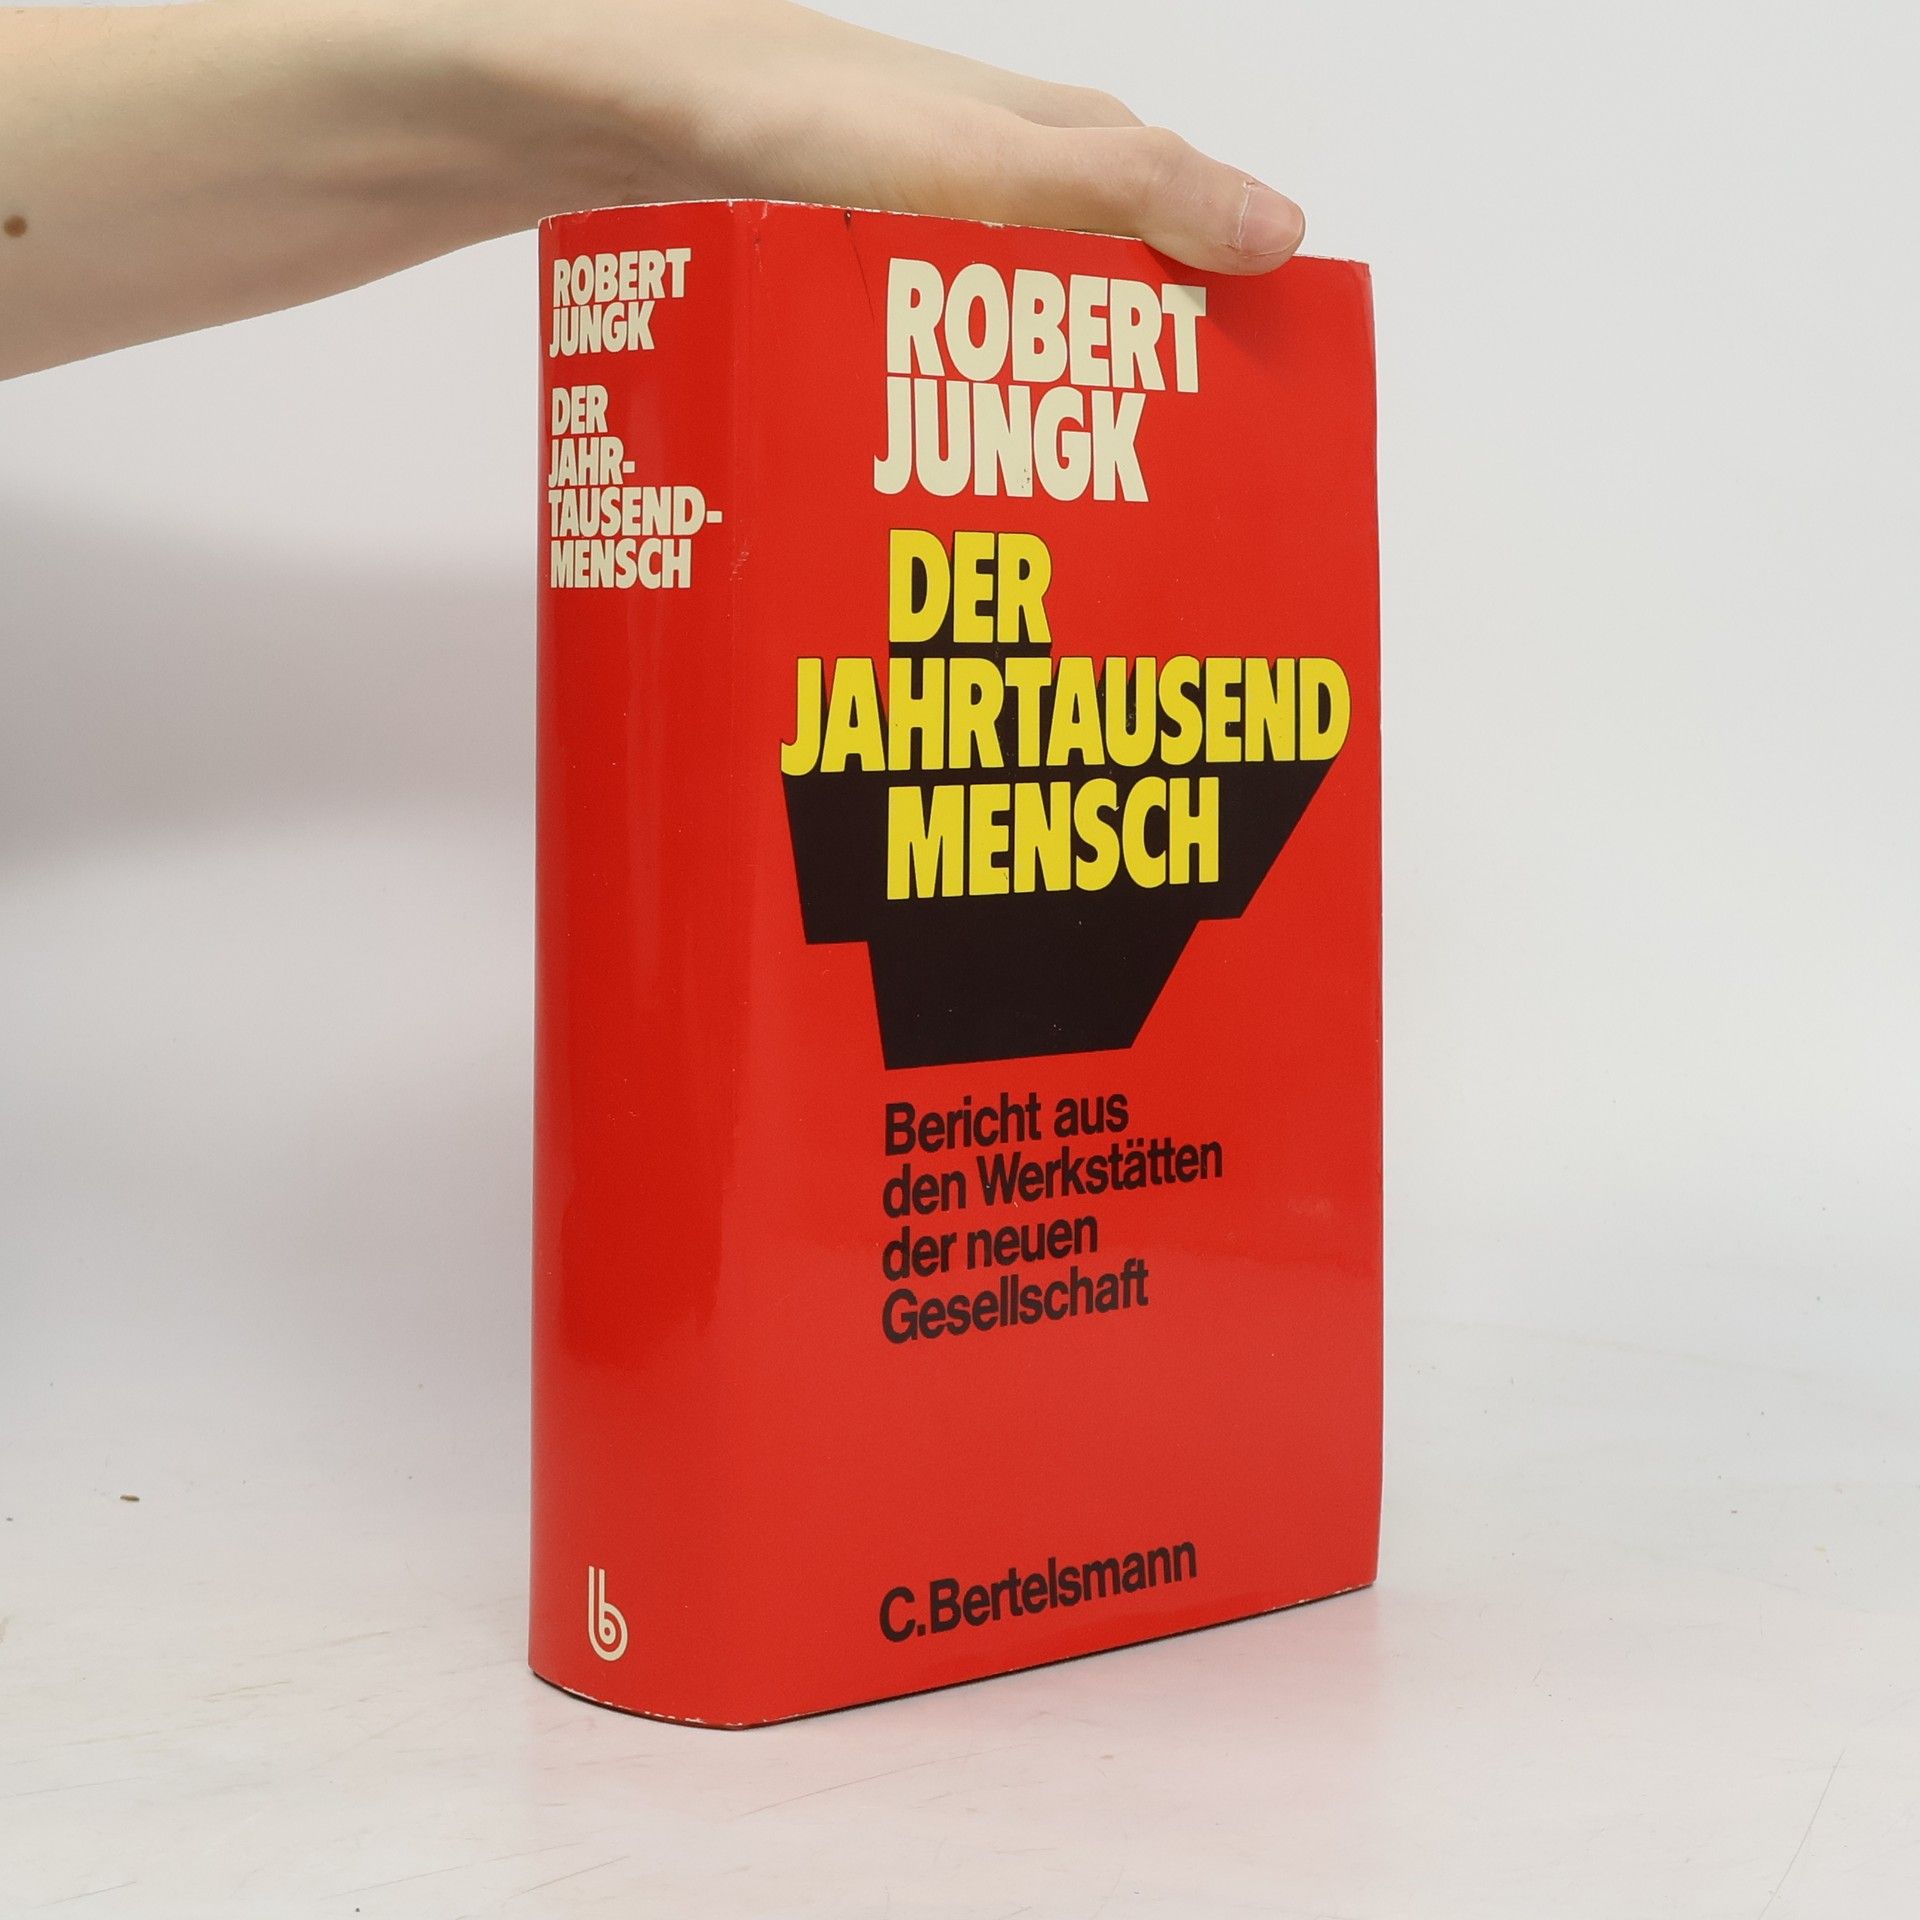 ROBERT
JUNGK
DER
JAHR-
TAUSEND-
MENSCH
b
ROBERT
JUNGK
DER
JAHRTAUSEND
MENSCH
Bericht aus
den Werkstätten
der neuen
Gesellschaft
C.Bertelsmann